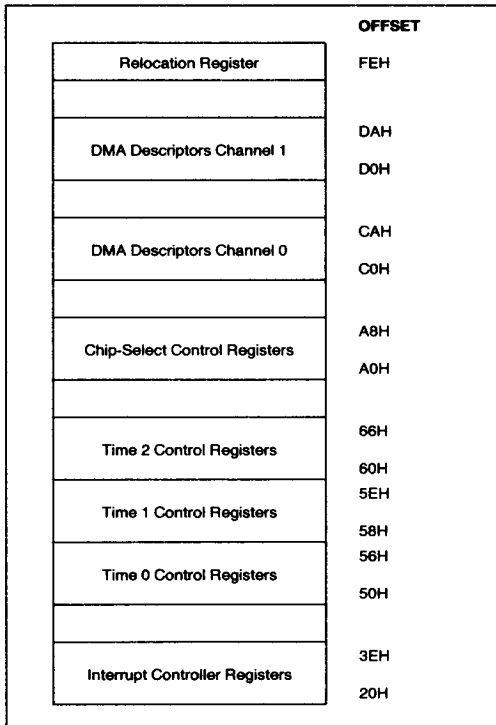 OFFSET
Relocation Register FEH
DAH
DMA Descriptors Channel 1
D0H
CAH
DMA Descriptors Channel 0
C0H
A8H
Chip-Select Control Registers
A0H
66H
Time 2 Control Registers
60H
5EH
Time 1 Control Registers
58H
56H
Time 0 Control Registers
50H
3EH
Interrupt Controller Registers
20H